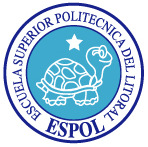 ESCUELA SUPERIOR POLITECNICA DEL LITORAL
ESPOL